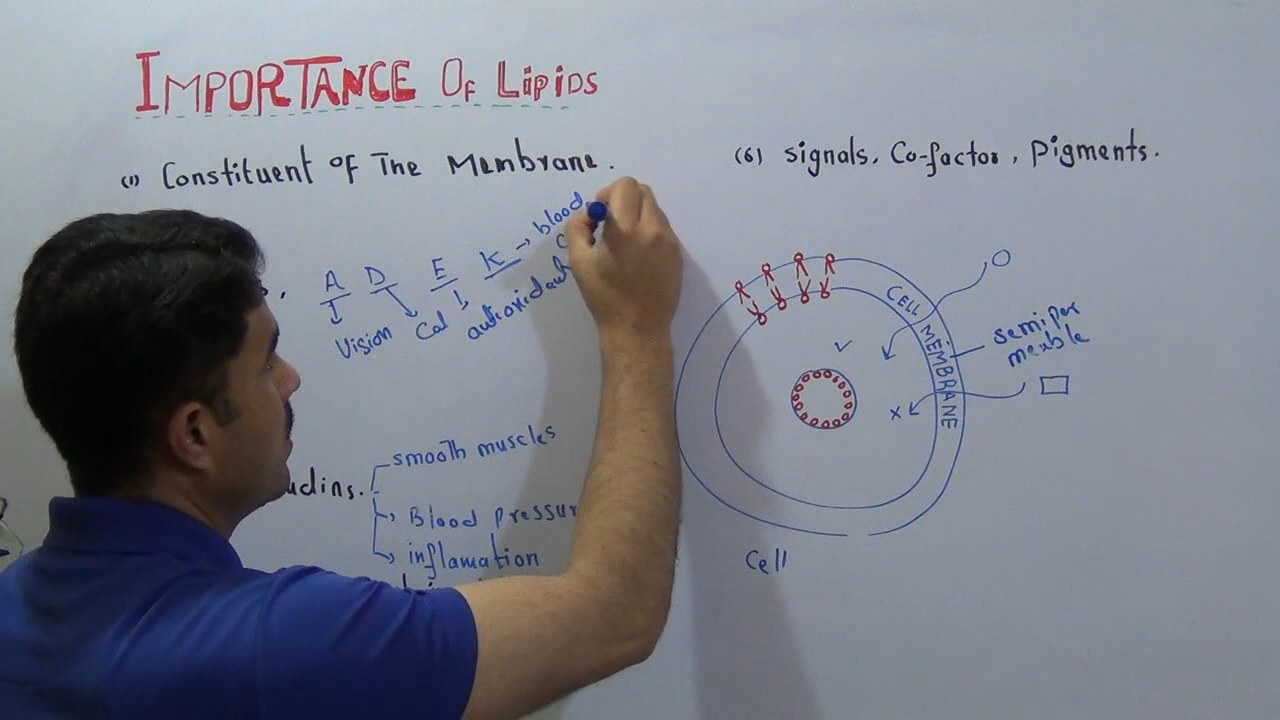 IMPORTANCE OF LIPIDS
(1) Constituent of The Membrane.
A D E K → blood
Vision Cal antioxidant
smooth muscles
udins.
Blood pressur
inflamation
(6) signals, Co-factor, Pigments.
CELL MEMBRANE
semiper
meable
✓
x
Cell